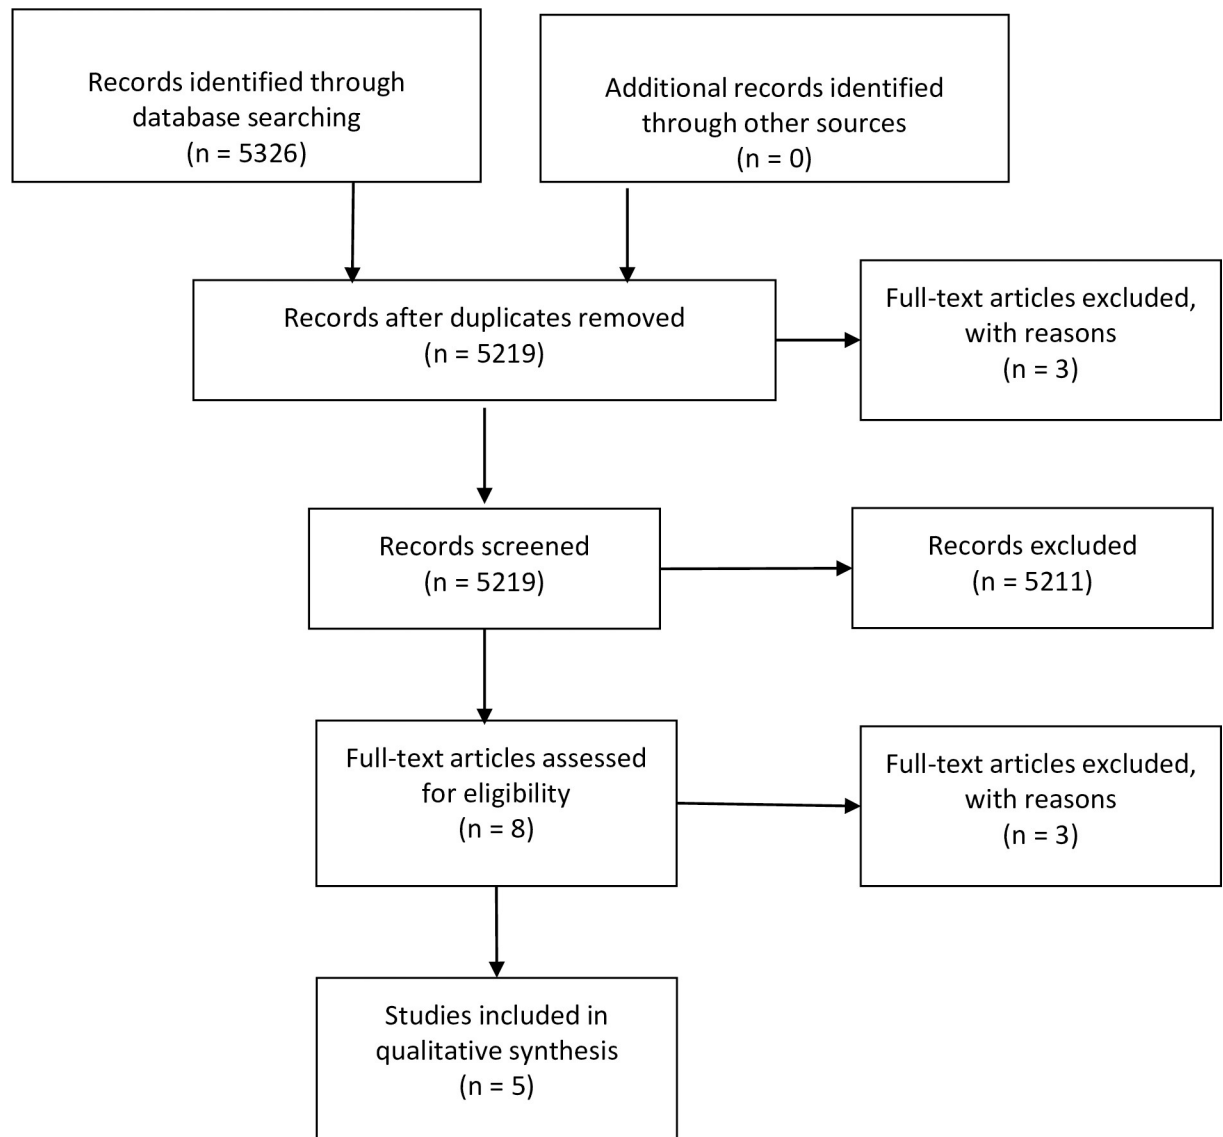 Records identified through
database searching
(n = 5326)
Additional records identified
through other sources
(n = 0)
Records after duplicates removed
(n = 5219)
Full-text articles excluded,
with reasons
(n = 3)
Records screened
(n = 5219)
Records excluded
(n = 5211)
Full-text articles assessed
for eligibility
(n = 8)
Full-text articles excluded,
with reasons
(n = 3)
Studies included in
qualitative synthesis
(n = 5)